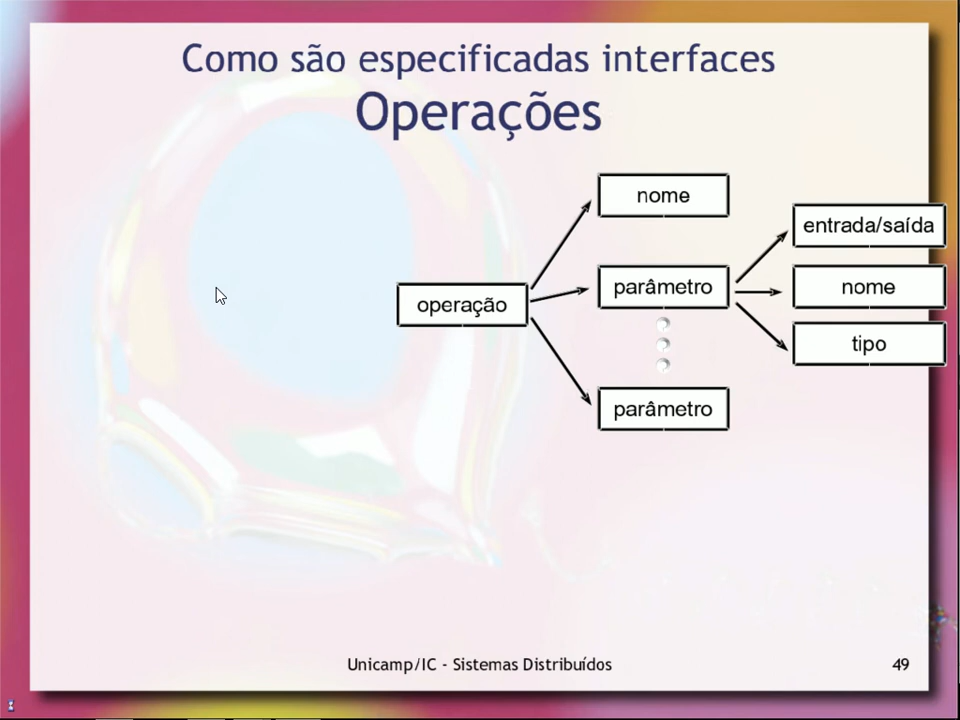 Como são especificadas interfaces
Operações
nome
entrada/saída
parâmetro
nome
operação
tipo
parâmetro
Unicamp/IC - Sistemas Distribuídos
49